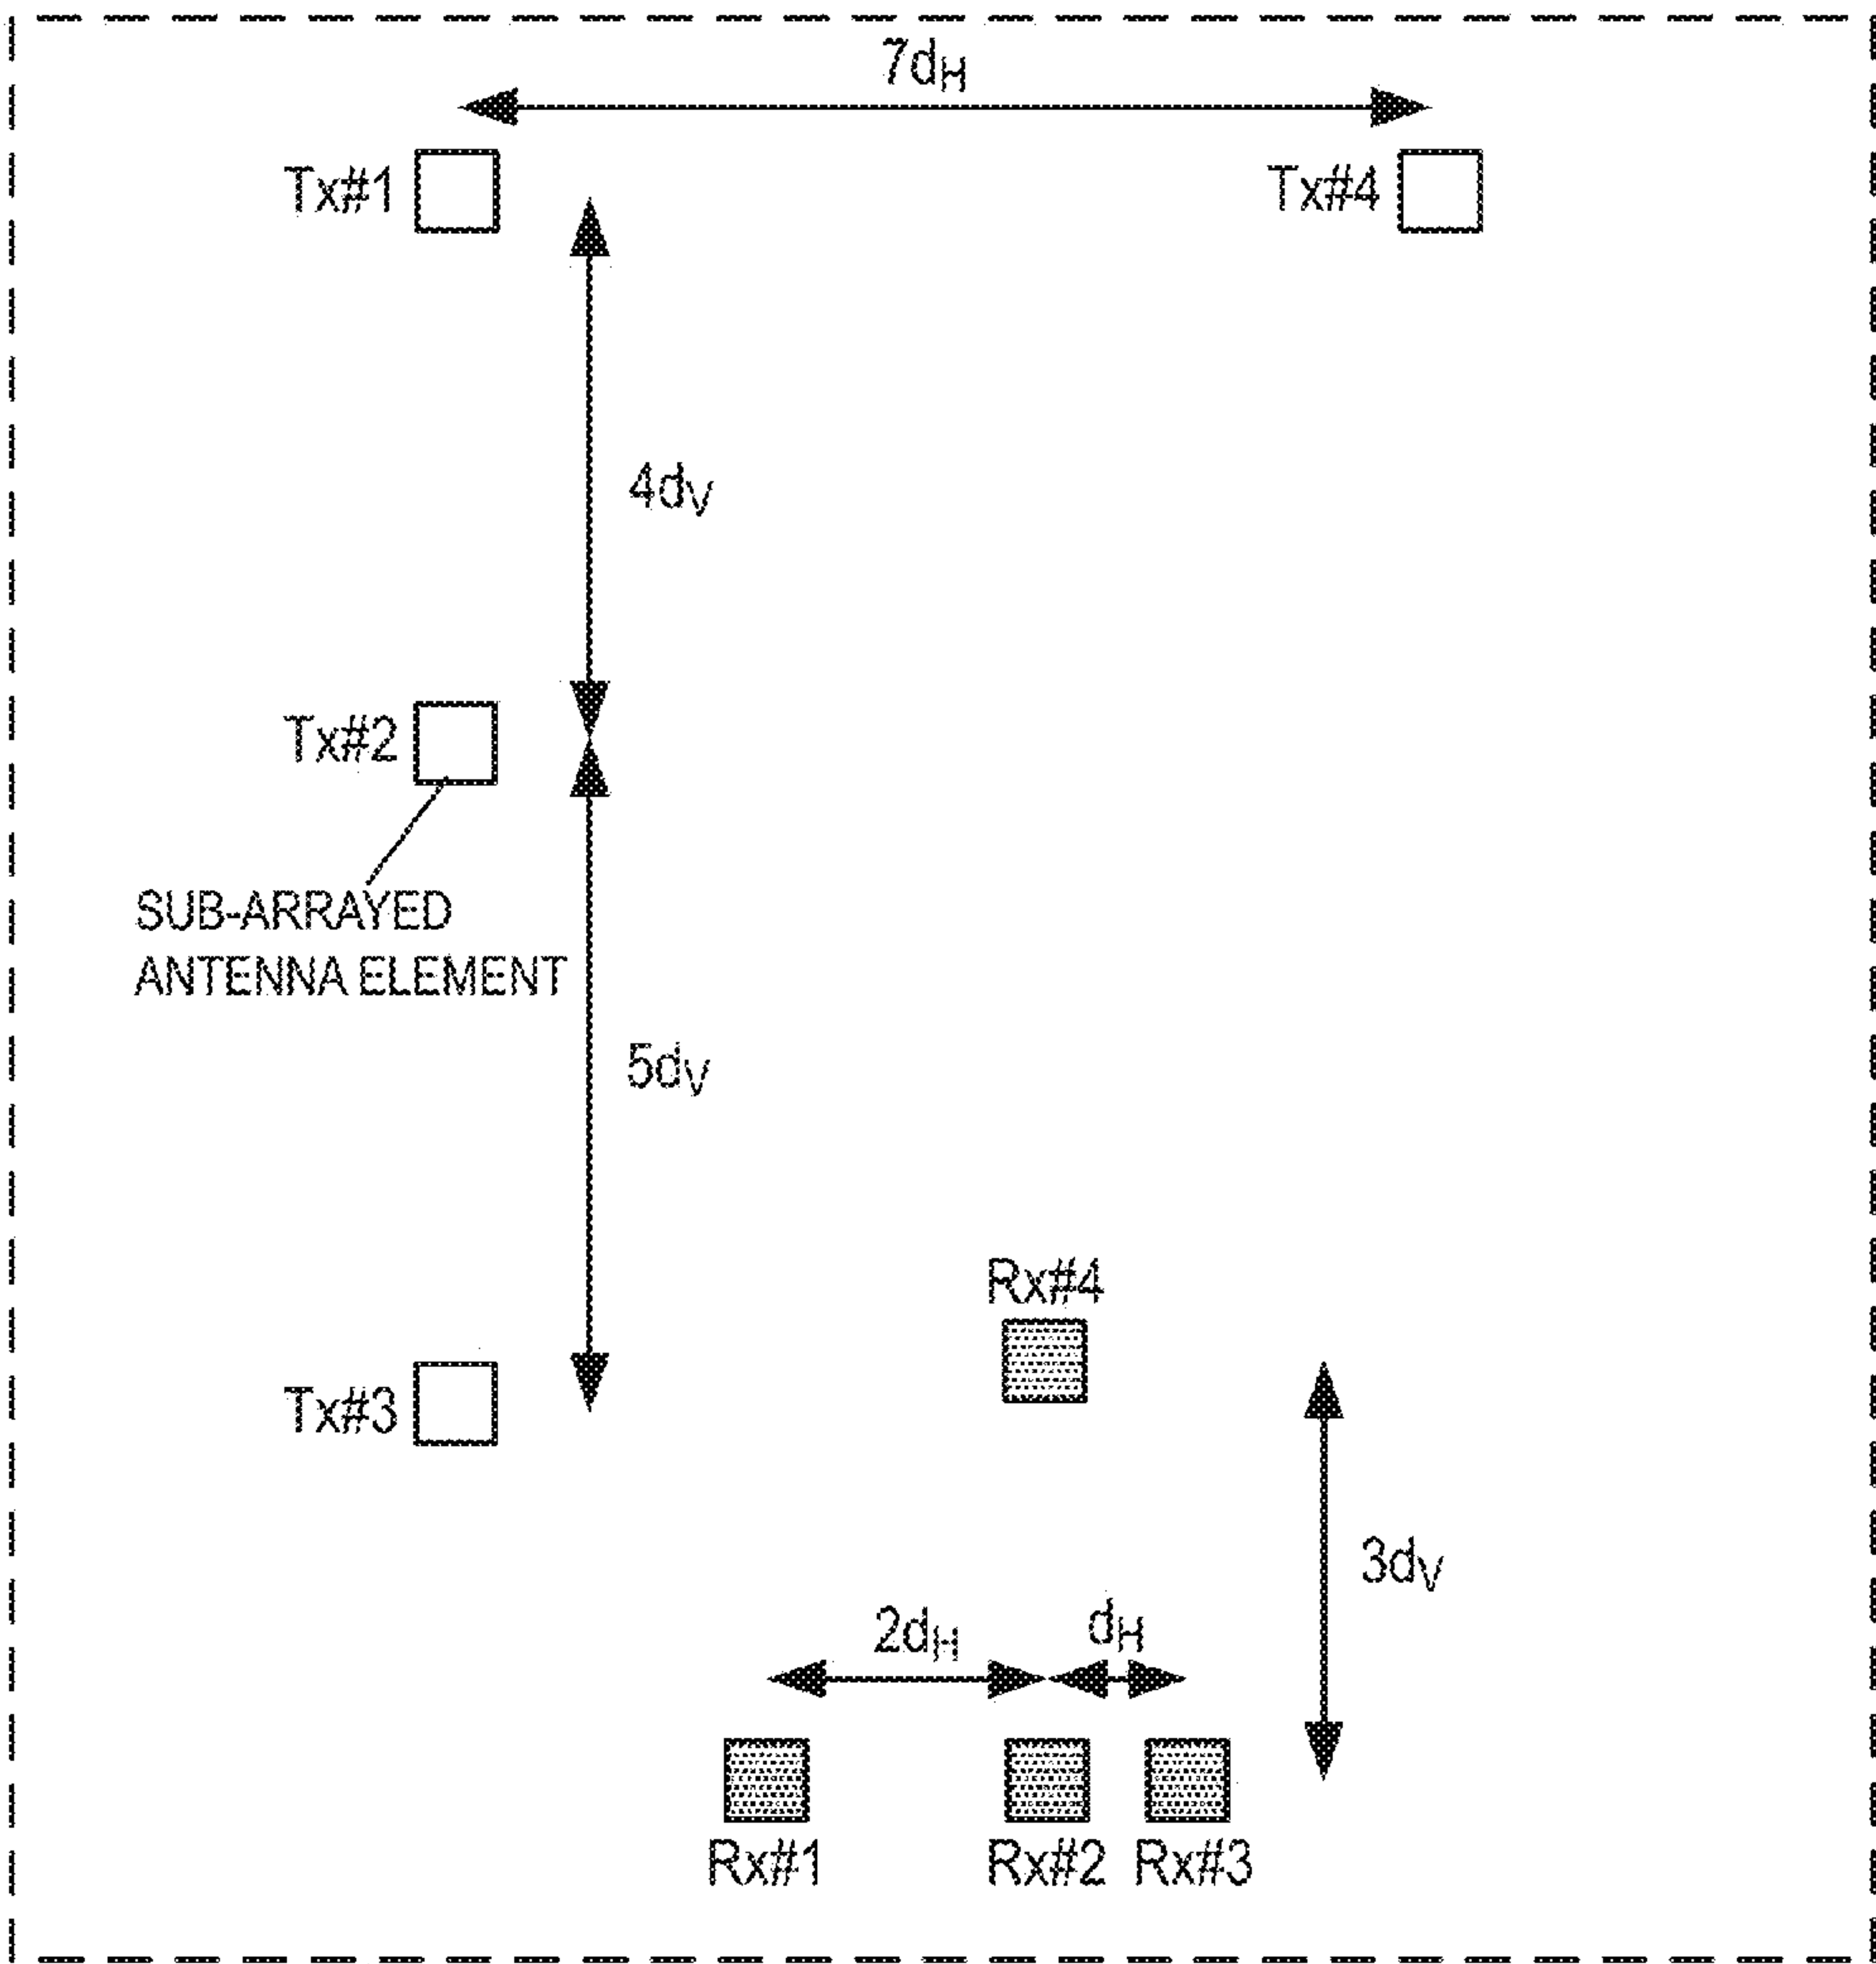 7dH
Tx#1
Tx#4
4dV
Tx#2
SUB-ARRAYED
ANTENNA ELEMENT
5dV
Rx#4
Tx#3
3dV
2dH
dH
Rx#1
Rx#2
Rx#3